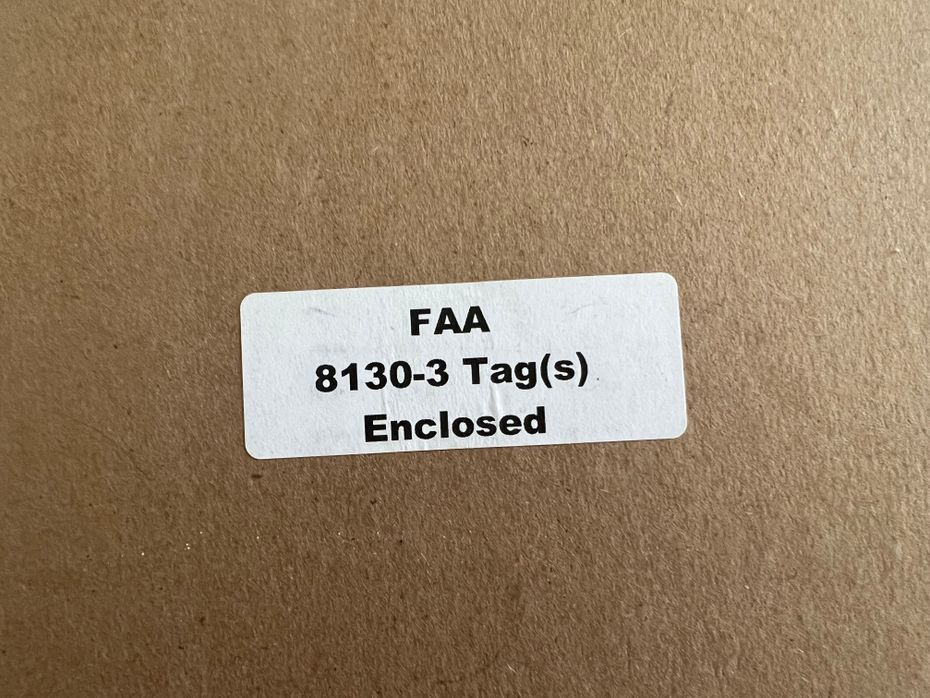 FAA
8130-3 Tag(s)
Enclosed